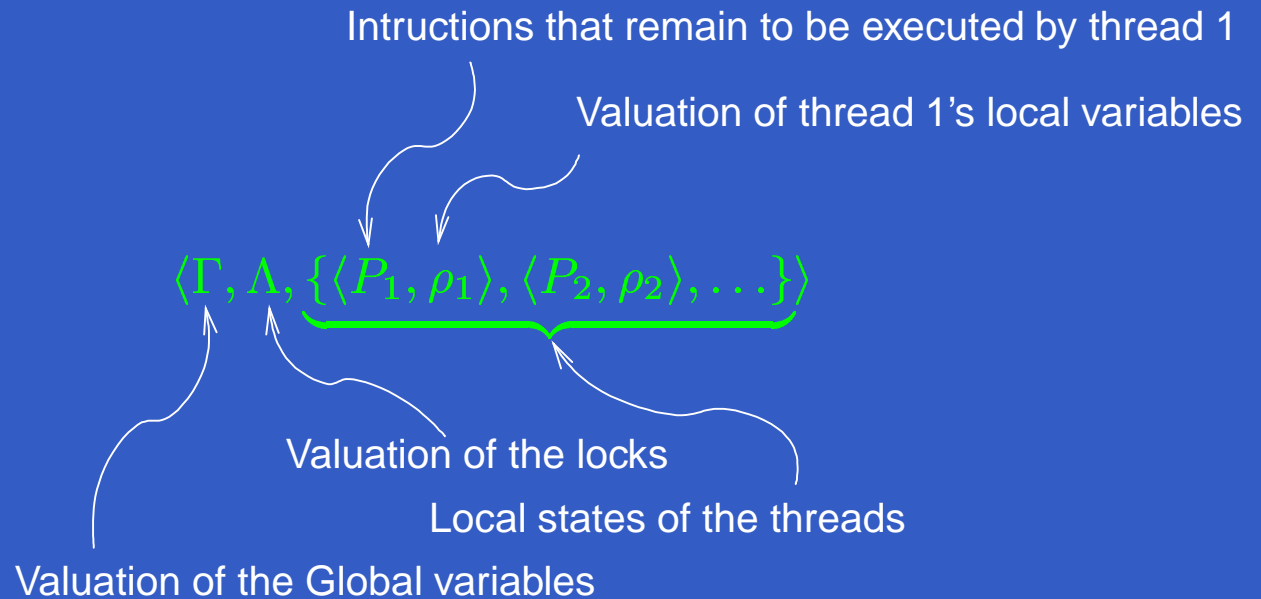 Intructions that remain to be executed by thread 1
Valuation of thread 1’s local variables
⟨Γ, Λ, {⟨P₁, ρ₁⟩, ⟨P₂, ρ₂⟩, . . .}⟩
Valuation of the locks
Local states of the threads
Valuation of the Global variables